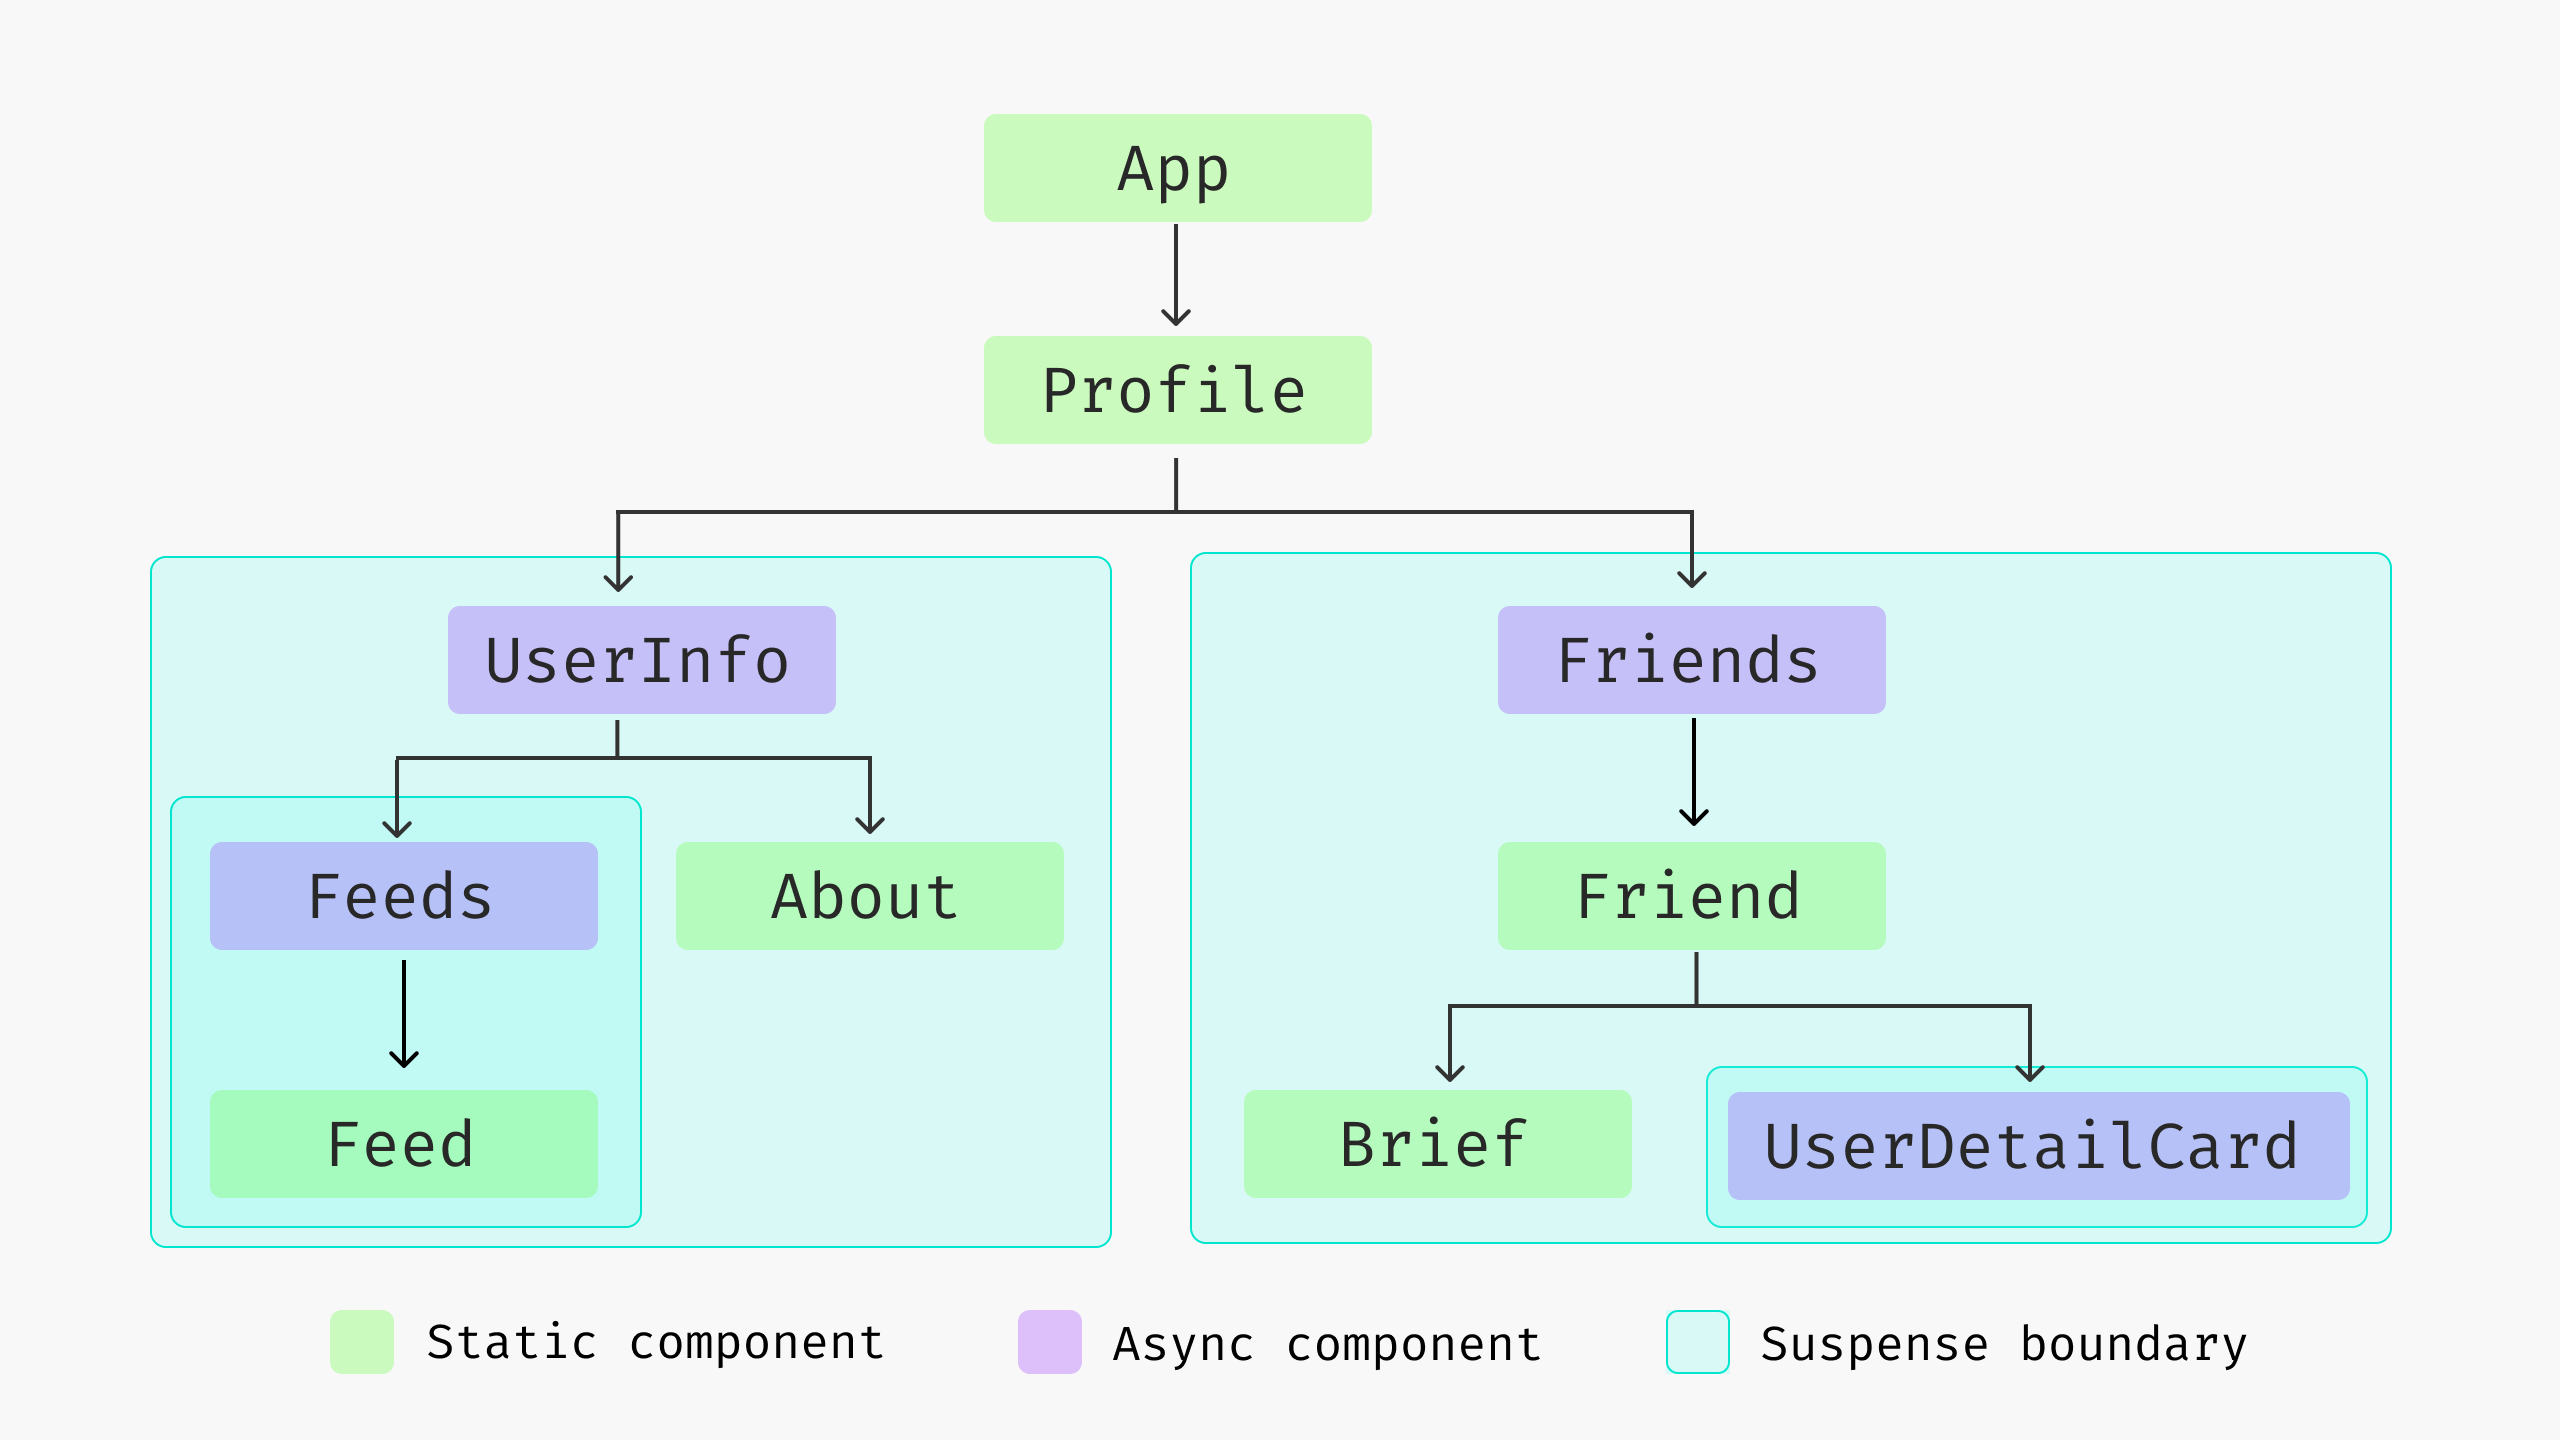 App
Profile
UserInfo
Friends
Feeds
About
Friend
Feed
Brief
UserDetailCard
Static component
Async component
Suspense boundary